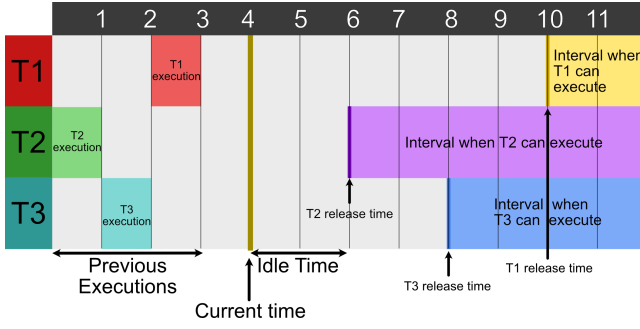 1 2 3 4 5 6 7 8 9 10 11
T1
T1
execution
Interval when
T1 can
execute
T2
T2
execution
Interval when T2 can execute
T3
T3
execution
Interval when
T3 can execute
T2 release time
Previous
Executions
Idle Time
T1 release time
T3 release time
Current time